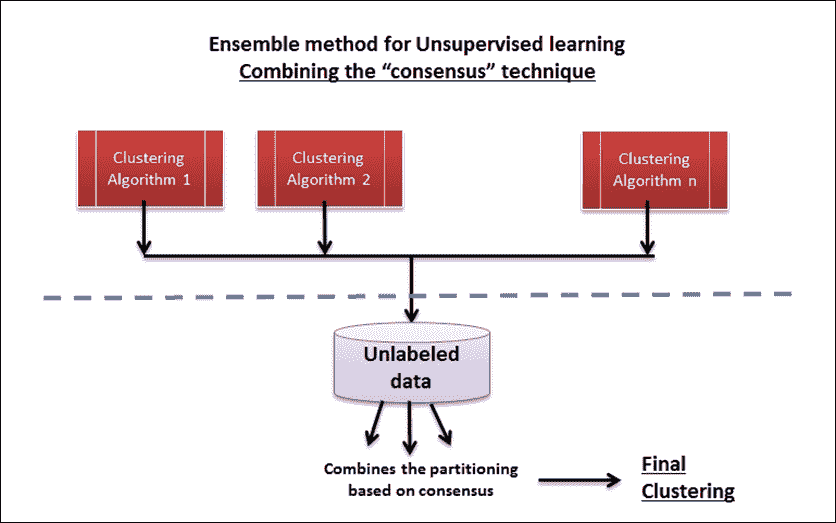 Ensemble method for Unsupervised learning
Combining the “consensus” technique
Clustering
Algorithm 1
Clustering
Algorithm 2
Clustering
Algorithm n
Unlabeled
data
Combines the partitioning
based on consensus
Final
Clustering